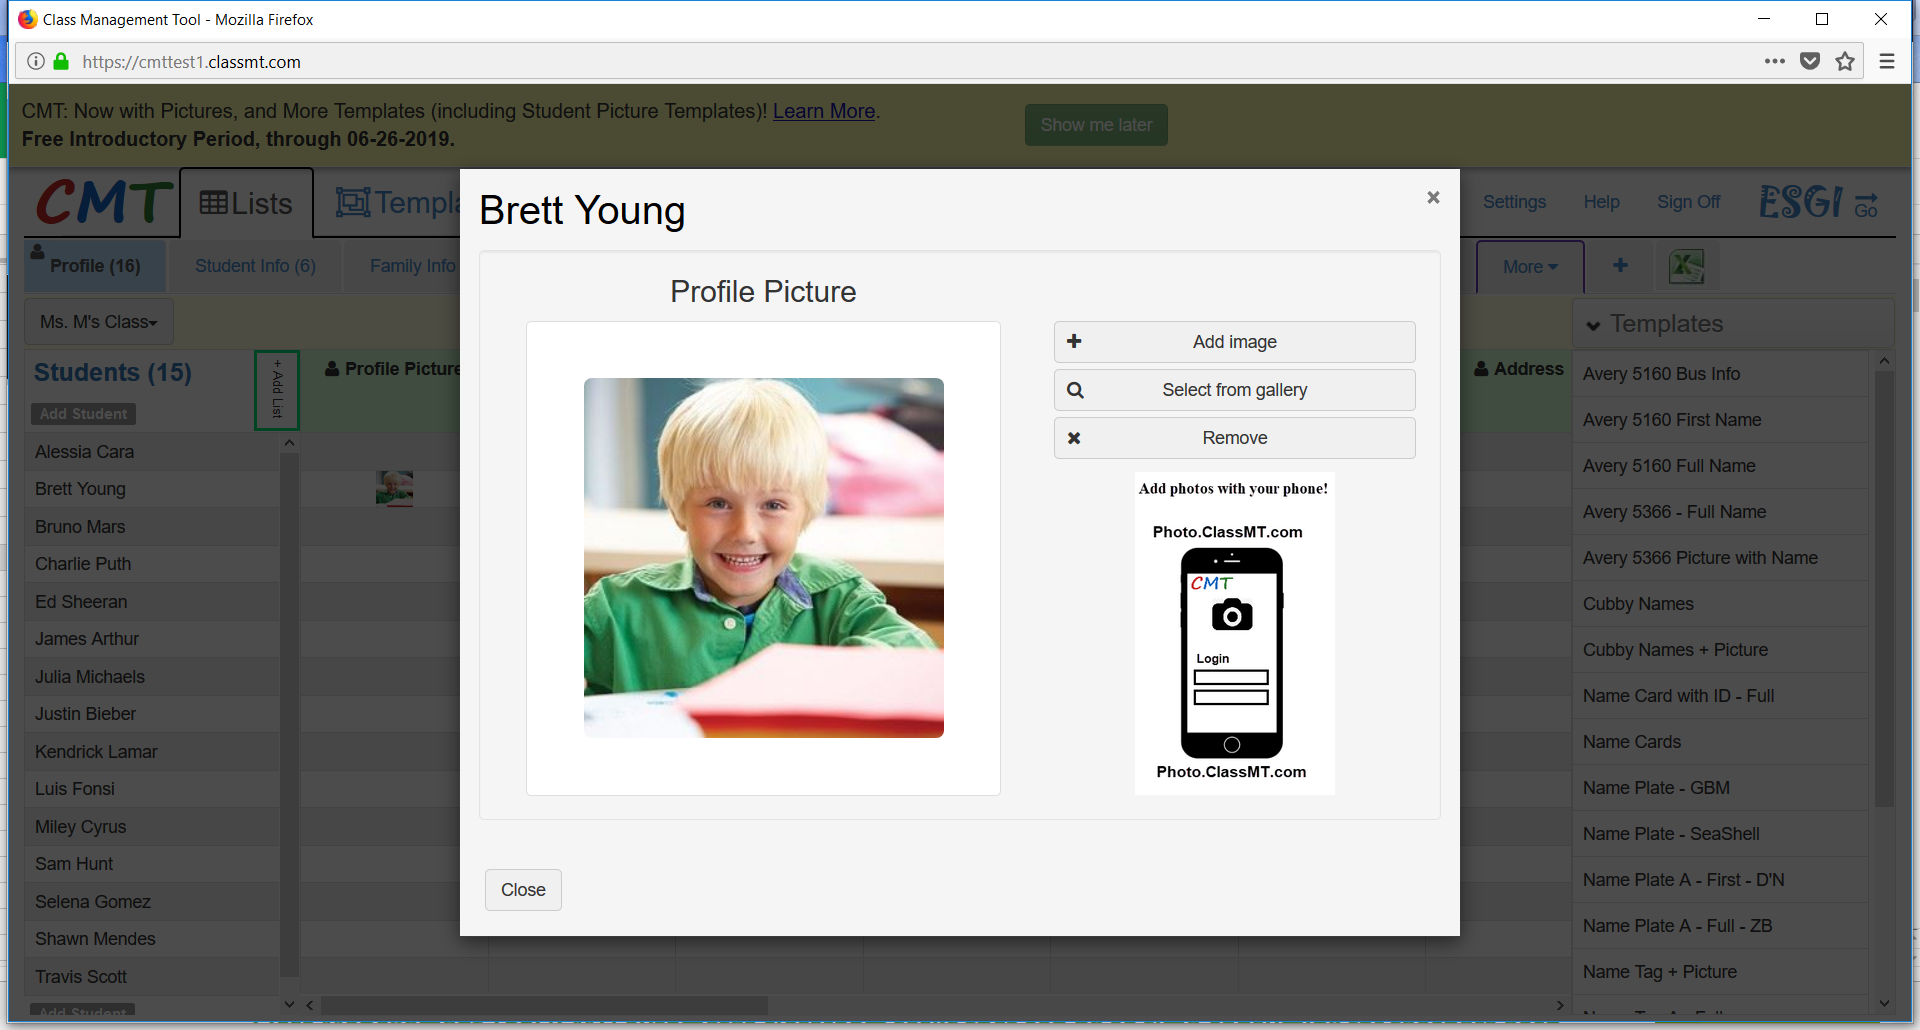 Class Management Tool - Mozilla Firefox
https://cmttest1.classmt.com
CMT: Now with Pictures, and More Templates (including Student Picture Templates)! Learn More.
Free Introductory Period, through 06-26-2019.
Show me later
CMT
Lists
Templa
Settings
Help
Sign Off
ESGI
Go
Profile (16)
Student Info (6)
Family Info
More
+
Ms. M's Class
Students (15)
Add Student
+ Add List
Profile Picture
Address
Alessia Cara
Brett Young
Bruno Mars
Charlie Puth
Ed Sheeran
James Arthur
Julia Michaels
Justin Bieber
Kendrick Lamar
Luis Fonsi
Miley Cyrus
Sam Hunt
Selena Gomez
Shawn Mendes
Travis Scott
Add Student
Brett Young
×
Profile Picture
Add image
Select from gallery
Remove
Add photos with your phone!
Photo.ClassMT.com
CMT
Login
Photo.ClassMT.com
Close
Templates
Avery 5160 Bus Info
Avery 5160 First Name
Avery 5160 Full Name
Avery 5366 - Full Name
Avery 5366 Picture with Name
Cubby Names
Cubby Names + Picture
Name Card with ID - Full
Name Cards
Name Plate - GBM
Name Plate - SeaShell
Name Plate A - First - D'N
Name Plate A - Full - ZB
Name Tag + Picture